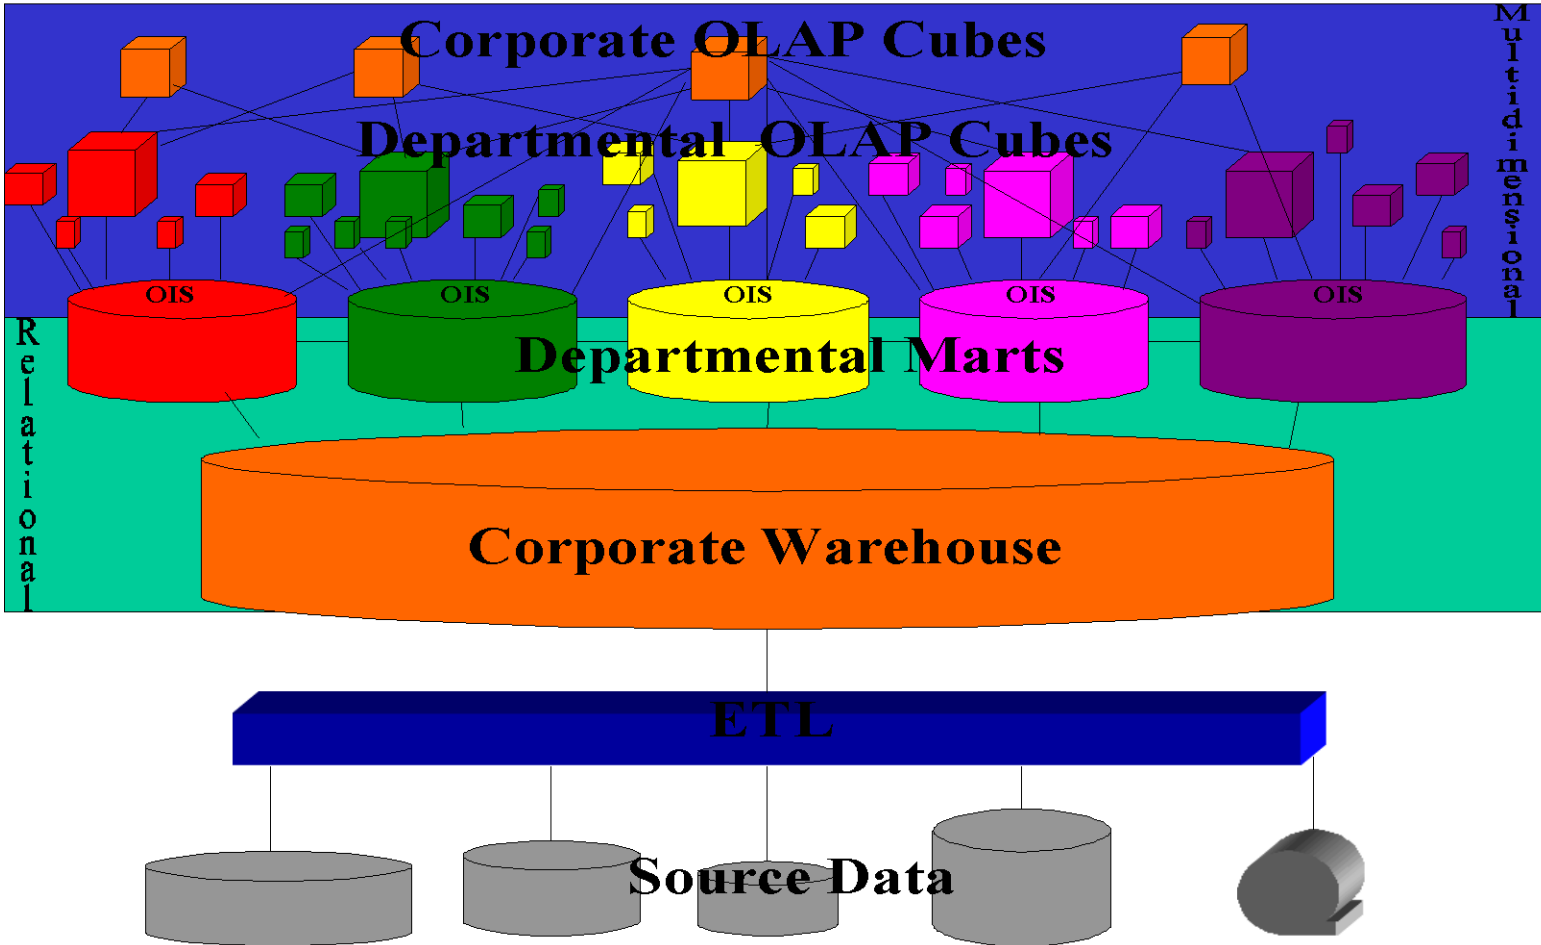 Corporate OLAP Cubes
Multidimensional
Departmental OLAP Cubes
OIS
OIS
OIS
OIS
OIS
Relational
Departmental Marts
Corporate Warehouse
ETL
Source Data